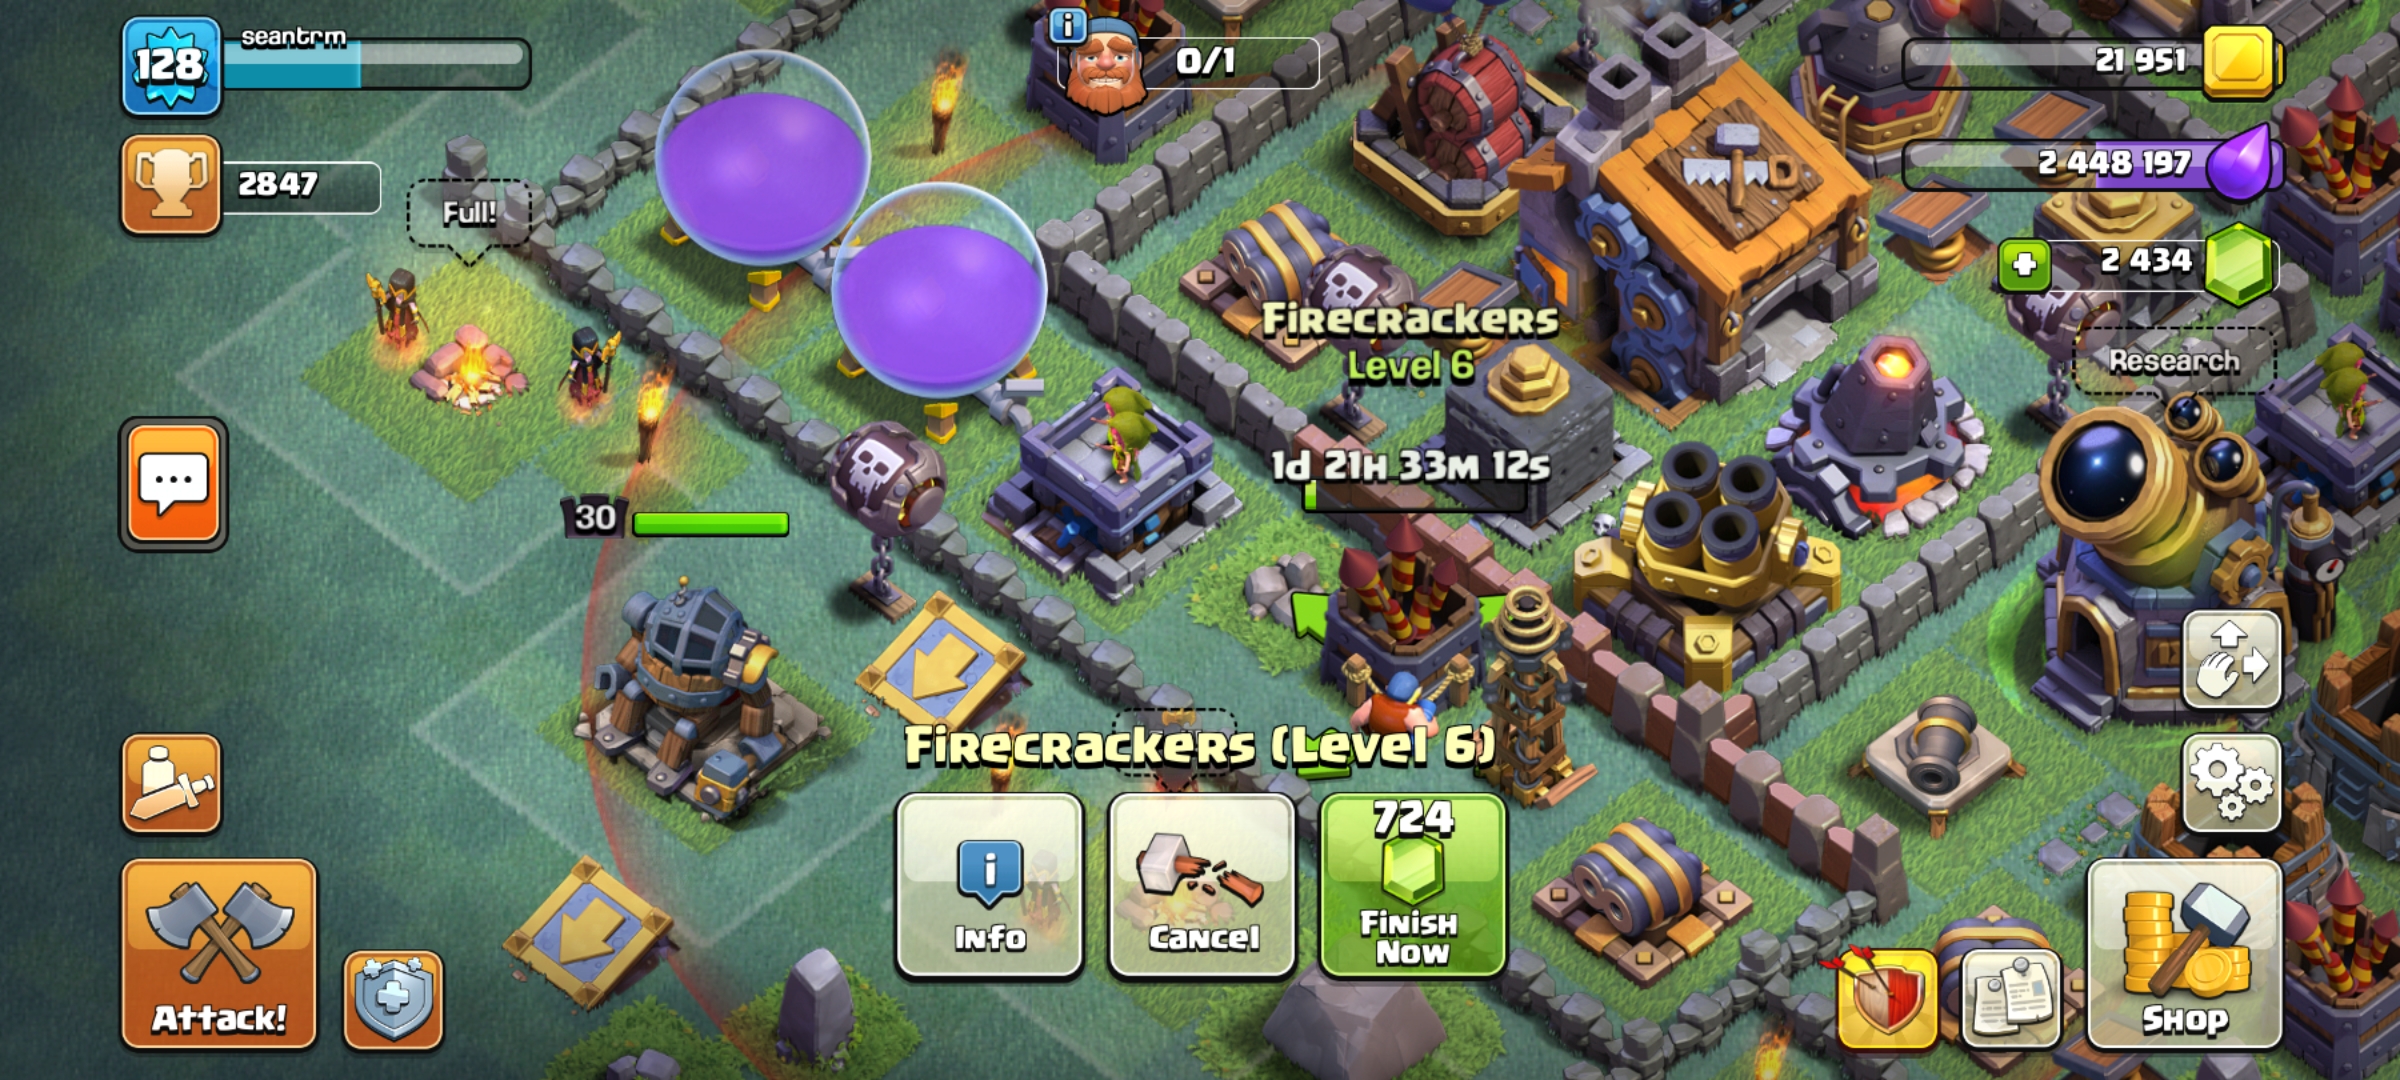 128
seantrm
0/1
21 951
2847
2 448 197
Full!
2 434
Firecrackers
Level 6
Research
1d 21h 33m 12s
30
Firecrackers (Level 6)
Info
Cancel
724
Finish
Now
Attack!
Shop